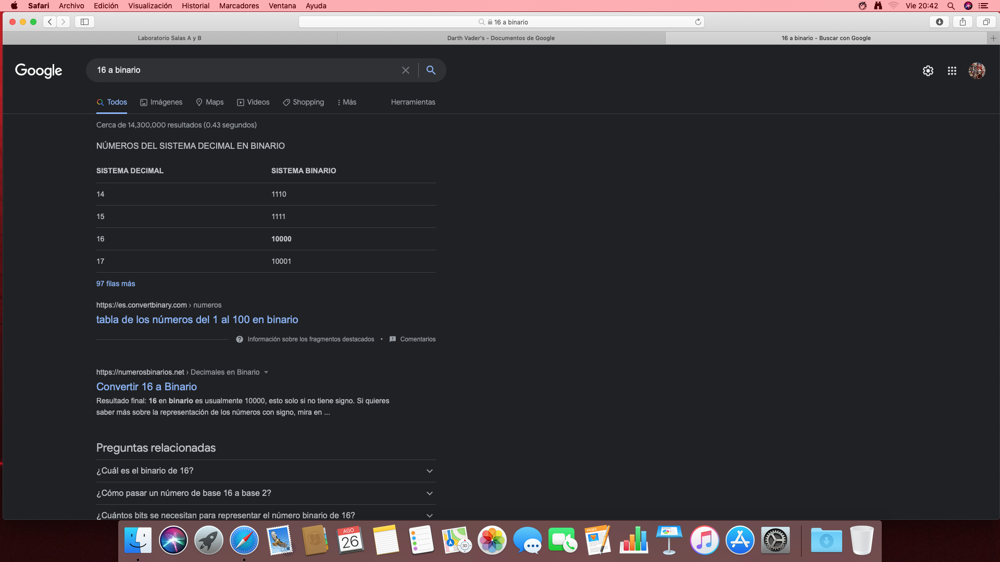 Safari Archivo Edición Visualización Historial Marcadores Ventana Ayuda Vie 20:42
16 a binario
Laboratorio Salas A y B Darth Vader's - Documentos de Google 16 a binario - Buscar con Google
Google 16 a binario
Todos Imágenes Maps Videos Shopping Más Herramientas
Cerca de 14,300,000 resultados (0.43 segundos)
NÚMEROS DEL SISTEMA DECIMAL EN BINARIO
SISTEMA DECIMAL SISTEMA BINARIO
14 1110
15 1111
16 10000
17 10001
97 filas más
https://es.convertbinary.com › numeros
tabla de los números del 1 al 100 en binario
Información sobre los fragmentos destacados • Comentarios
https://numerosbinarios.net › Decimales en Binario
Convertir 16 a Binario
Resultado final: 16 en binario es usualmente 10000, esto solo si no tiene signo. Si quieres
saber más sobre la representación de los números con signo, mira en ...
Preguntas relacionadas
¿Cuál es el binario de 16?
¿Cómo pasar un número de base 16 a base 2?
¿Cuántos bits se necesitan para representar el número binario de 16?
AGO
26
3D
PAGES